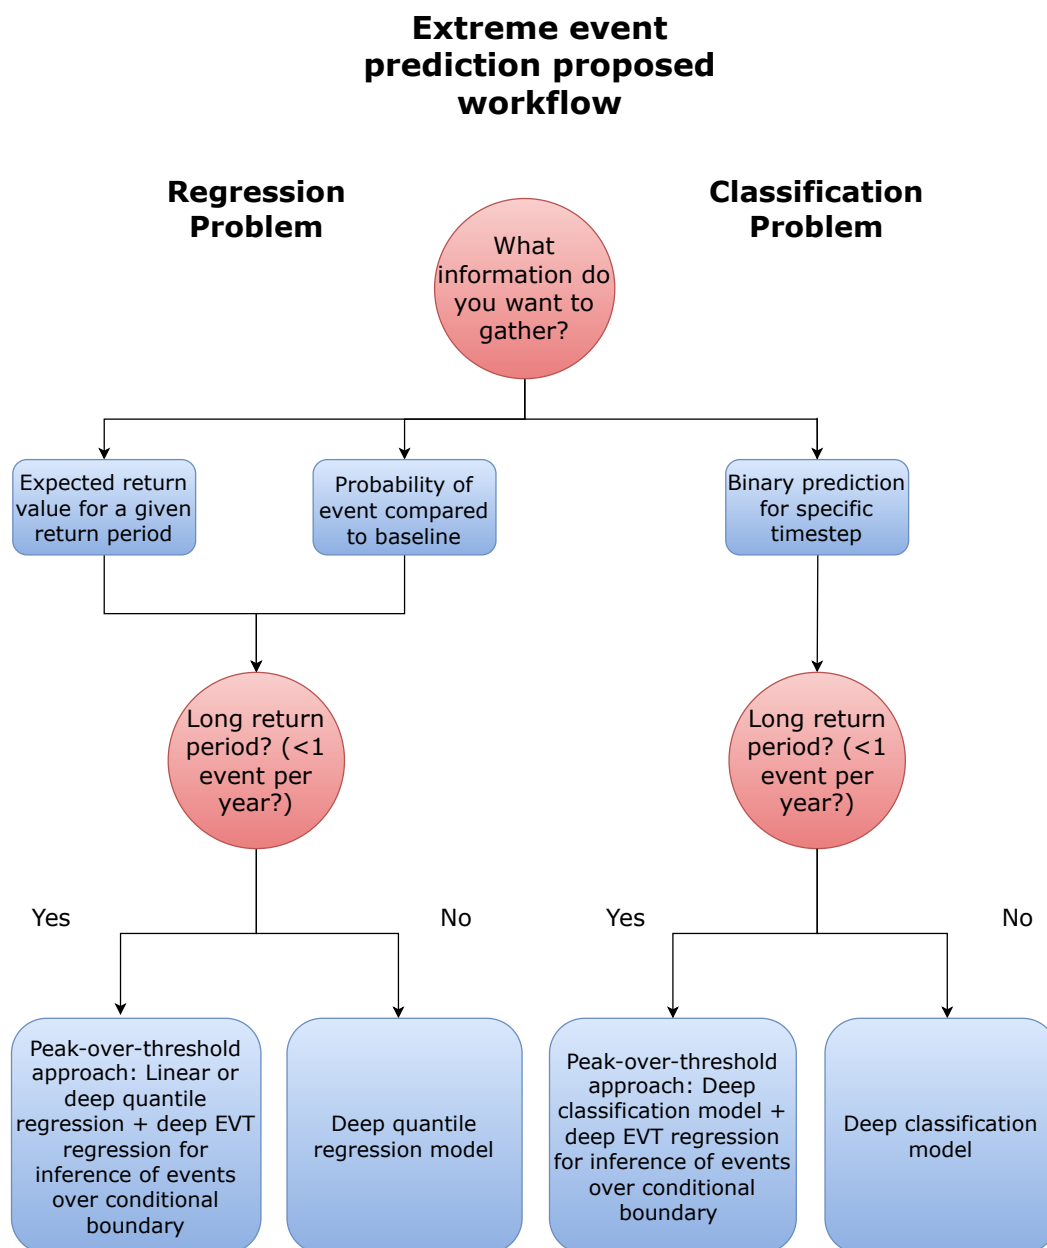 Extreme event
prediction proposed
workflow
Regression
Problem
Classification
Problem
What
information do
you want to
gather?
Expected return
value for a given
return period
Probability of
event compared
to baseline
Binary prediction
for specific
timestep
Long return
period? (<1
event per
year?)
Long return
period? (<1
event per
year?)
Yes
No
Yes
No
Peak-over-threshold
approach: Linear or
deep quantile
regression + deep EVT
regression for
inference of events
over conditional
boundary
Deep quantile
regression model
Peak-over-threshold
approach: Deep
classification model +
deep EVT regression
for inference of events
over conditional
boundary
Deep classification
model